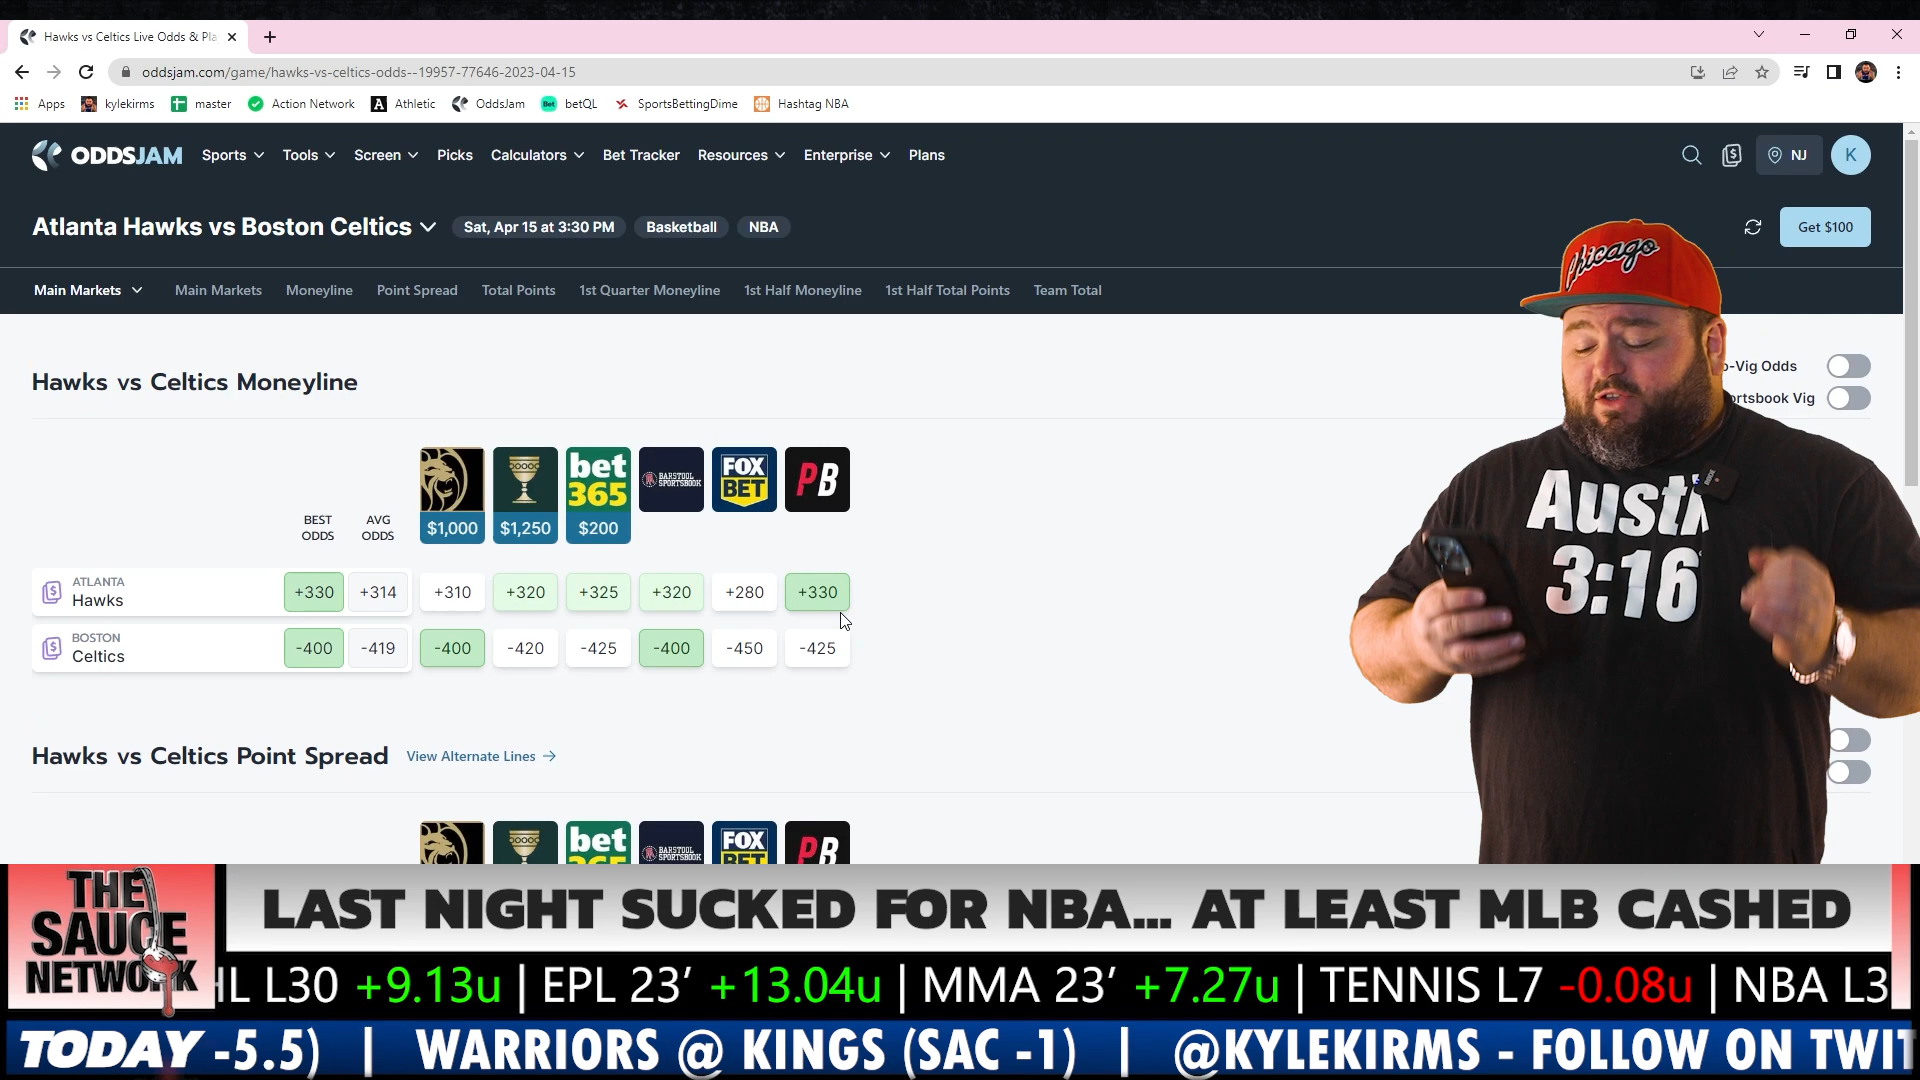 Hawks vs Celtics Live Odds & Pla
oddsjam.com/game/hawks-vs-celtics-odds--19957-77646-2023-04-15
Apps kylekirms master Action Network Athletic OddsJam betQL SportsBettingDime Hashtag NBA
ODDSJAM Sports Tools Screen Picks Calculators Bet Tracker Resources Enterprise Plans NJ K
Atlanta Hawks vs Boston Celtics Sat, Apr 15 at 3:30 PM Basketball NBA Get $100
Main Markets Main Markets Moneyline Point Spread Total Points 1st Quarter Moneyline 1st Half Moneyline 1st Half Total Points Team Total
Chicago
Hawks vs Celtics Moneyline
o-Vig Odds
ortsbook Vig
bet365 BARSTOOL SPORTSBOOK FOX BET PB
BEST ODDS AVG ODDS $1,000 $1,250 $200
Austi
3:16
ATLANTA
Hawks +330 +314 +310 +320 +325 +320 +280 +330
BOSTON
Celtics -400 -419 -400 -420 -425 -400 -450 -425
Hawks vs Celtics Point Spread View Alternate Lines
bet365 BARSTOOL SPORTSBOOK FOX BET PB
THE SAUCE NETWORK
LAST NIGHT SUCKED FOR NBA... AT LEAST MLB CASHED
HL L30 +9.13u | EPL 23’ +13.04u | MMA 23’ +7.27u | TENNIS L7 -0.08u | NBA L3
TODAY -5.5) | WARRIORS @ KINGS (SAC -1) | @KYLEKIRMS - FOLLOW ON TWIT